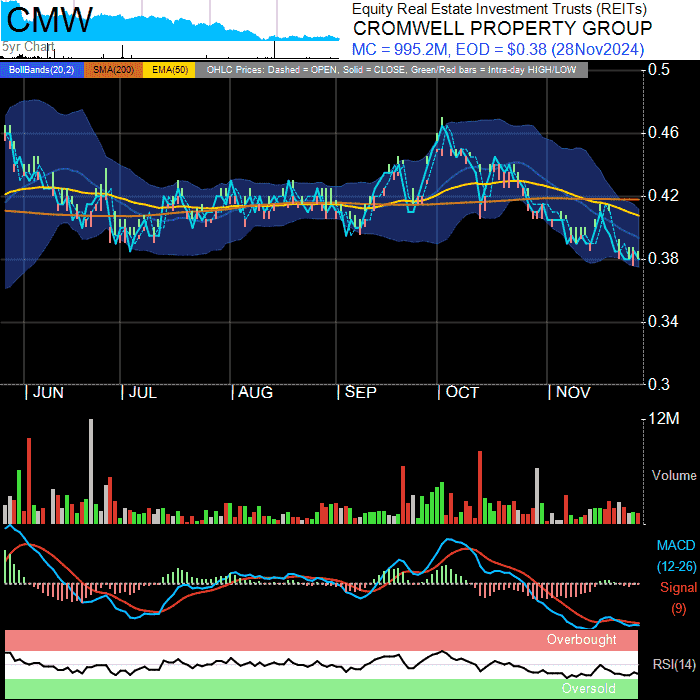 CMW
5yr Chart
Equity Real Estate Investment Trusts (REITs)
CROMWELL PROPERTY GROUP
MC = 995.2M, EOD = $0.38 (28Nov2024)
BollBands(20,2) SMA(200) EMA(50) OHLC Prices: Dashed = OPEN, Solid = CLOSE, Green/Red bars = Intra-day HIGH/LOW
0.5
0.46
0.42
0.38
0.34
0.3
JUN JUL AUG SEP OCT NOV
12M
Volume
MACD
(12-26)
Signal
(9)
Overbought
RSI(14)
Oversold